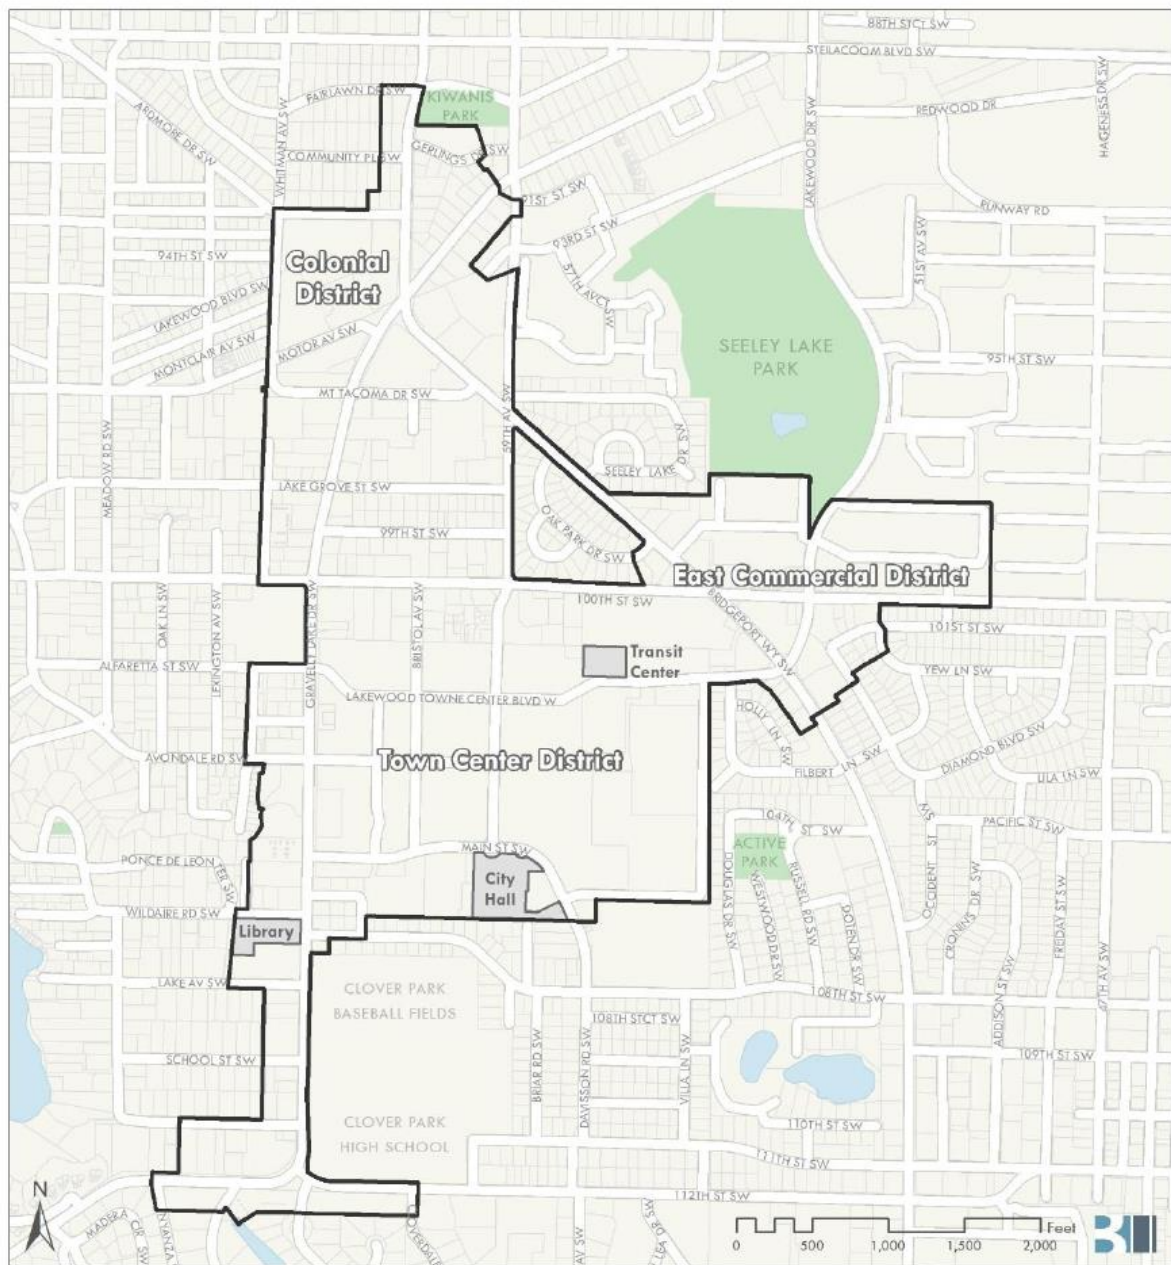 88TH STCT SW
STEILACOOM BLVD SW
FAIRLAWN DR SW
KIWANIS
PARK
REDWOOD DR
HAGENESS DR SW
ARDMORE DR SW
WHITMAN AV SW
LAKEWOOD DR SW
GERLINGS DR SW
COMMUNITY PL SW
91ST ST SW
RUNWAY RD
93RD ST SW
51ST AV SW
94TH ST SW
Colonial
District
57TH AVCT SW
LAKEWOOD BLVD SW
MONTCLAIR AV SW
MOTOR AV SW
SEELEY LAKE
PARK
95TH ST SW
MT TACOMA DR SW
59TH AV SW
MEADOW RD SW
SEELEY LAKE
DR SW
LAKE GROVE ST SW
OAK PARK DR SW
99TH ST SW
East Commercial District
100TH ST SW
BRIDGEPORT WY SW
OAK LN SW
LEXINGTON AV SW
GRAVELLY LAKE DR SW
BRISTOL AV SW
101ST ST SW
Transit
Center
ALFARETTA ST SW
YEW LN SW
LAKEWOOD TOWNE CENTER BLVD W
HOLLY LN SW
Town Center District
AVONDALE RD SW
FILBERT LN SW
DIAMOND BLVD SW
LILA LN SW
104TH ST SW
PACIFIC ST SW
MAIN ST SW
ACTIVE
PARK
PONCE DE LEON
TER SW
City
Hall
DOUGLAS DR SW
WESTWOOD DR SW
RUSSELL RD SW
DOTEN DR SW
OCCIDENT ST SW
CRONINS DR SW
FREIDAY ST SW
47TH AV SW
WILDAIRE RD SW
Library
LAKE AV SW
CLOVER PARK
BASEBALL FIELDS
108TH ST SW
ADDISON ST SW
108TH STCT SW
SCHOOL ST SW
BRIAR RD SW
DAVISSON RD SW
VILLA LN SW
109TH ST SW
CLOVER PARK
HIGH SCHOOL
110TH ST SW
111TH ST SW
112TH ST SW
N
MADERA
CIR SW
AV SW
Feet
0
500
1,000
1,500
2,000